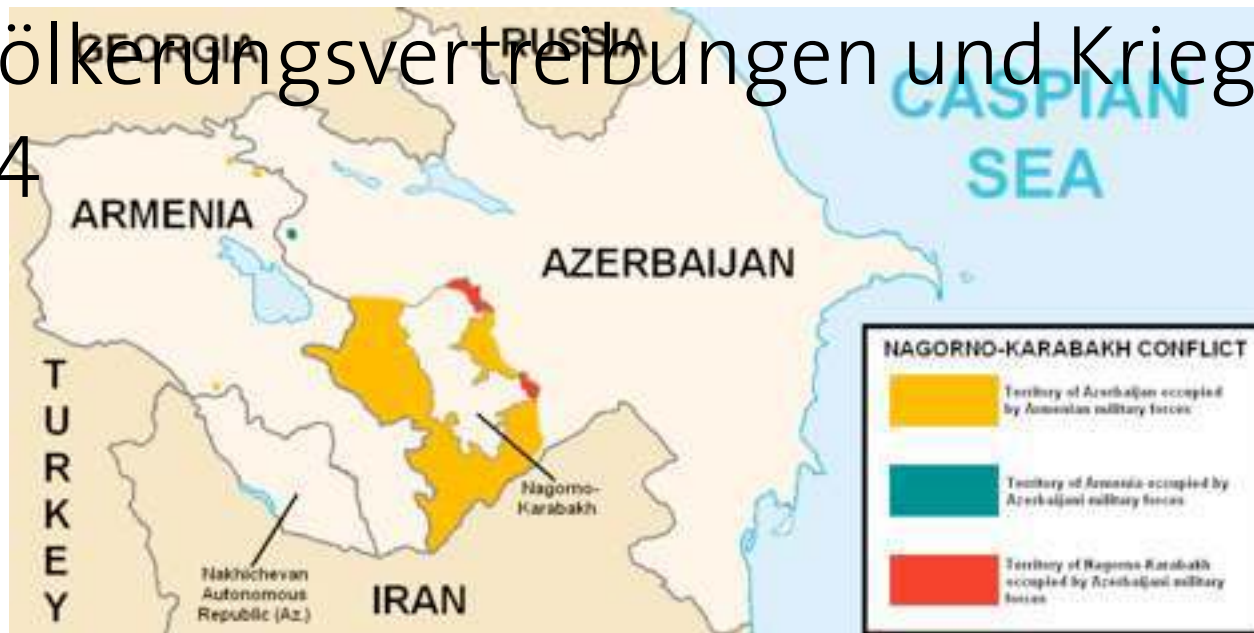 ölkerungsvertreibungen und Krieg
4
GEORGIA
RUSSIA
CASPIAN
SEA
ARMENIA
AZERBAIJAN
T
U
R
K
E
Y
Nagorno-
Karabakh
Nakhichevan
Autonomous
Republic (Az.)
IRAN
NAGORNO-KARABAKH CONFLICT
Territory of Azerbaijan occupied
by Armenian military forces
Territory of Armenia occupied by
Azerbaijani military forces
Territory of Nagorno-Karabakh
occupied by Azerbaijani military
forces